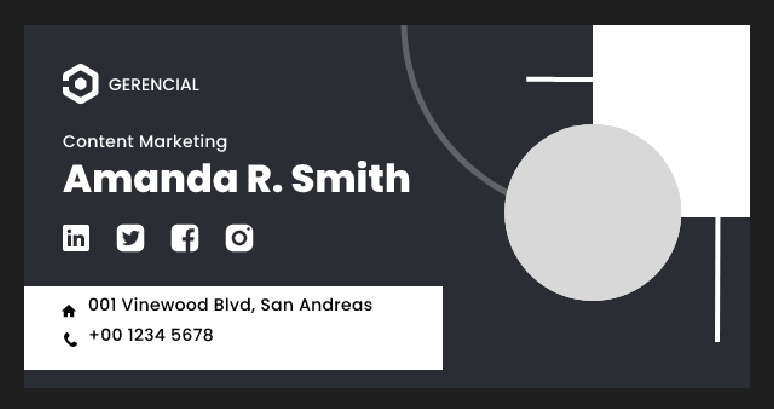 GERENCIAL
Content Marketing
Amanda R. Smith
001 Vinewood Blvd, San Andreas
+00 1234 5678